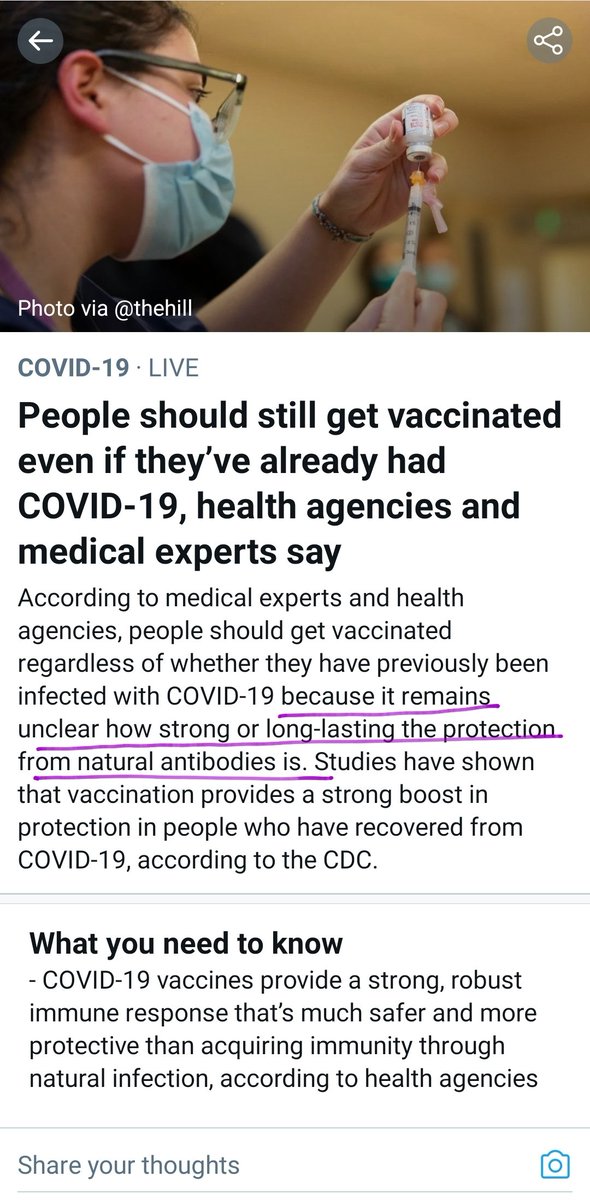 Photo via @thehill
COVID-19 · LIVE
People should still get vaccinated
even if they’ve already had
COVID-19, health agencies and
medical experts say
According to medical experts and health
agencies, people should get vaccinated
regardless of whether they have previously been
infected with COVID-19 because it remains
unclear how strong or long-lasting the protection
from natural antibodies is. Studies have shown
that vaccination provides a strong boost in
protection in people who have recovered from
COVID-19, according to the CDC.
What you need to know
- COVID-19 vaccines provide a strong, robust
immune response that’s much safer and more
protective than acquiring immunity through
natural infection, according to health agencies
Share your thoughts